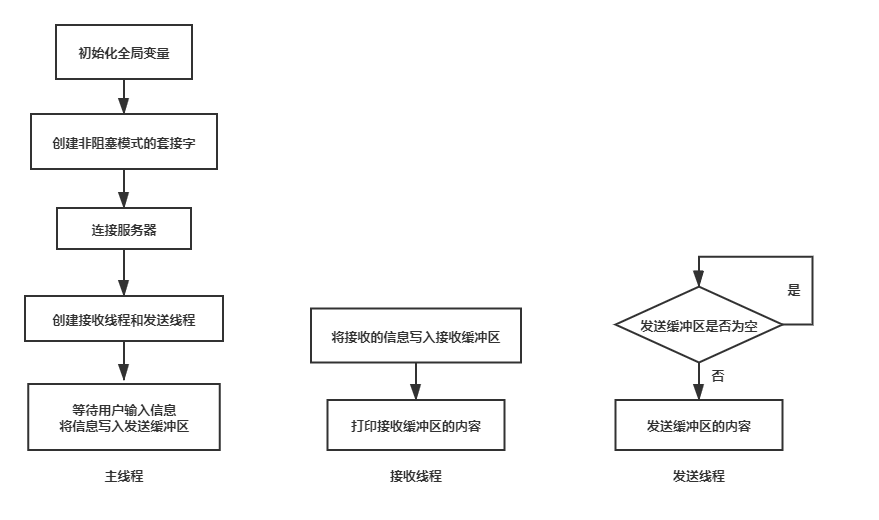 初始化全局变量
创建非阻塞模式的套接字
连接服务器
创建接收线程和发送线程
等待用户输入信息
将信息写入发送缓冲区
主线程
将接收的信息写入接收缓冲区
打印接收缓冲区的内容
接收线程
是
发送缓冲区是否为空
否
发送缓冲区的内容
发送线程